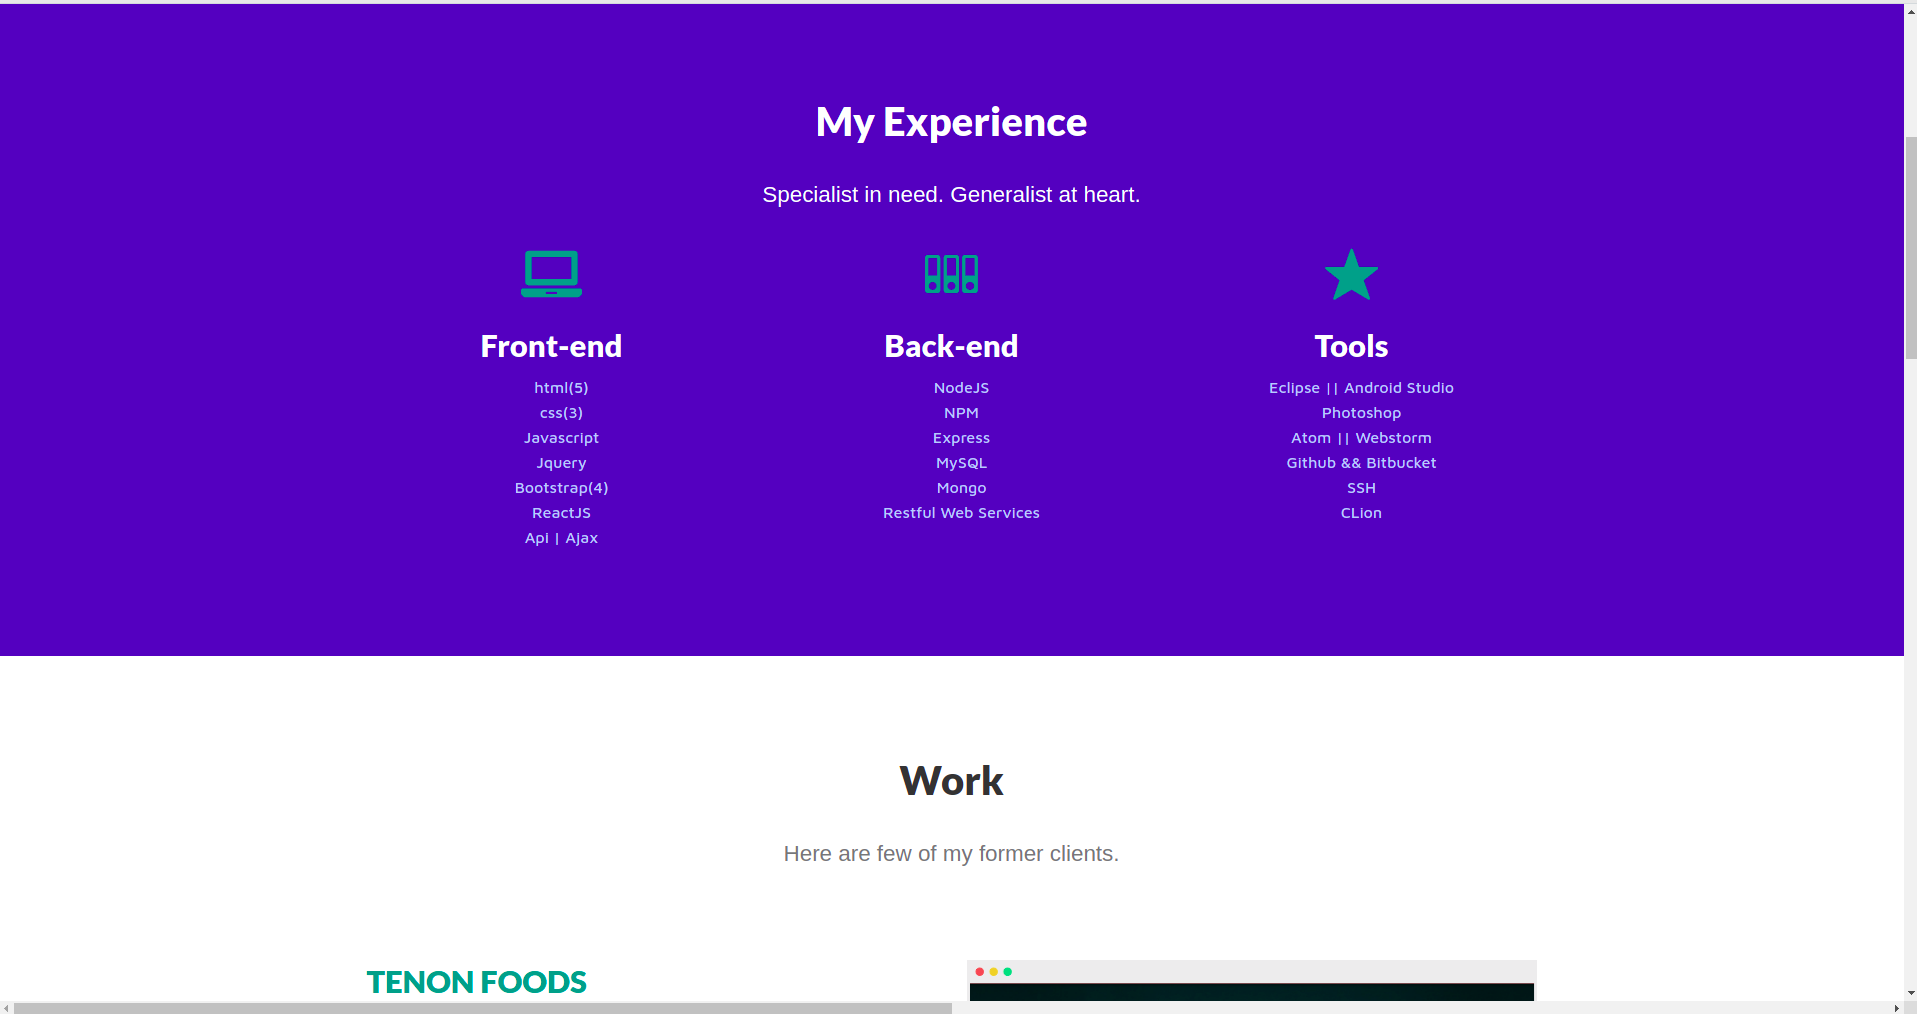 My Experience
Specialist in need. Generalist at heart.
Front-end
html(5)
css(3)
Javascript
Jquery
Bootstrap(4)
ReactJS
Api | Ajax
Back-end
NodeJS
NPM
Express
MySQL
Mongo
Restful Web Services
Tools
Eclipse || Android Studio
Photoshop
Atom || Webstorm
Github && Bitbucket
SSH
CLion
Work
Here are few of my former clients.
TENON FOODS